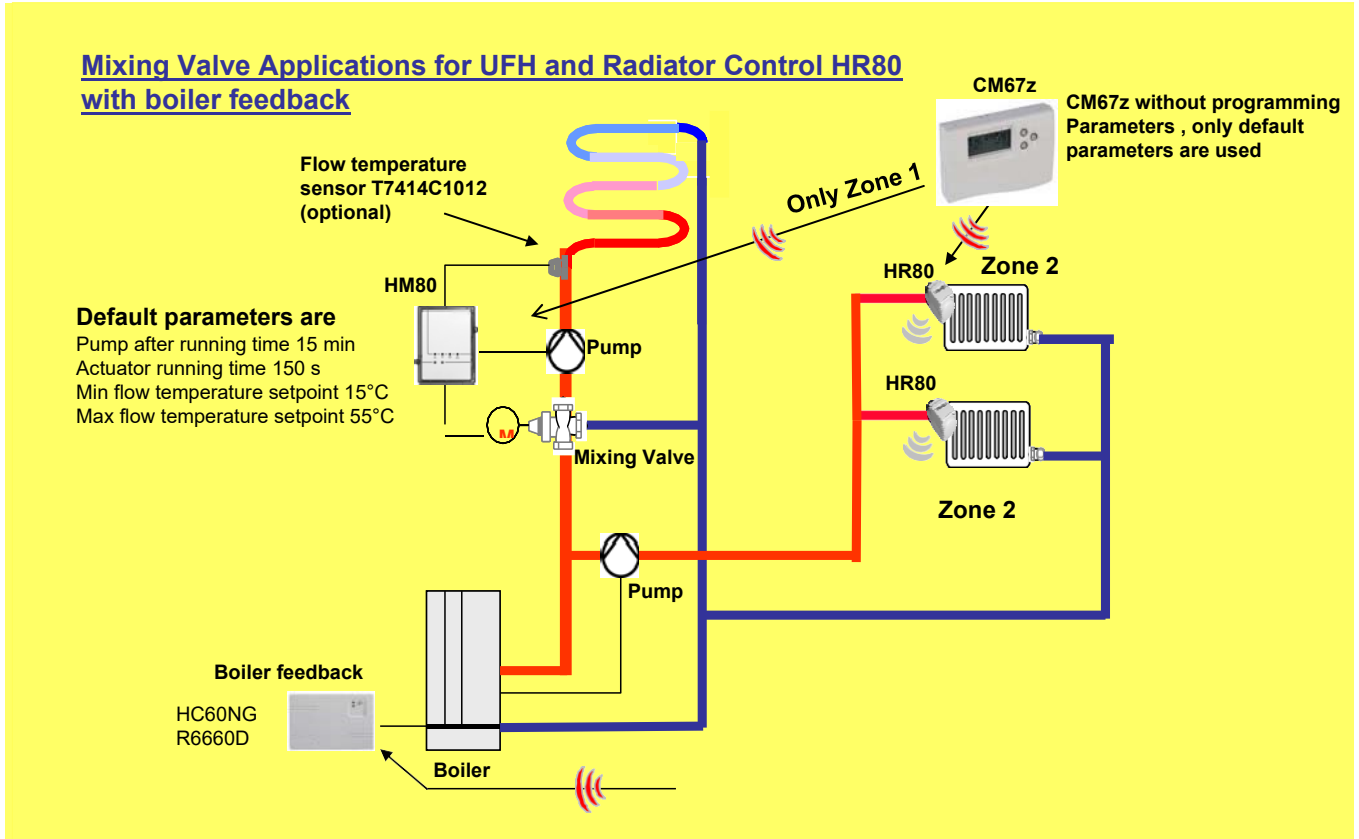 Mixing Valve Applications for UFH and Radiator Control HR80
with boiler feedback
CM67z
CM67z without programming
Parameters , only default
parameters are used
Flow temperature
sensor T7414C1012
(optional)
Only Zone 1
HM80
HR80
Zone 2
Default parameters are
Pump after running time 15 min
Actuator running time 150 s
Min flow temperature setpoint 15°C
Max flow temperature setpoint 55°C
Pump
HR80
M
Mixing Valve
Zone 2
Pump
Boiler feedback
HC60NG
R6660D
Boiler